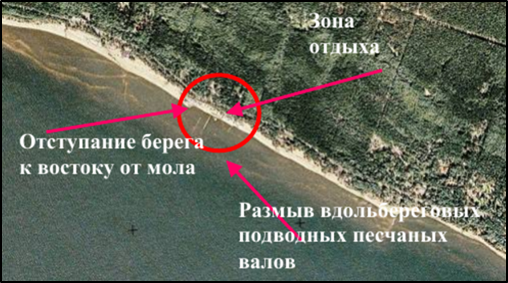 Зона
отдыха
Отступание берега
к востоку от мола
Размыв вдольбереговых
подводных песчаных
валов